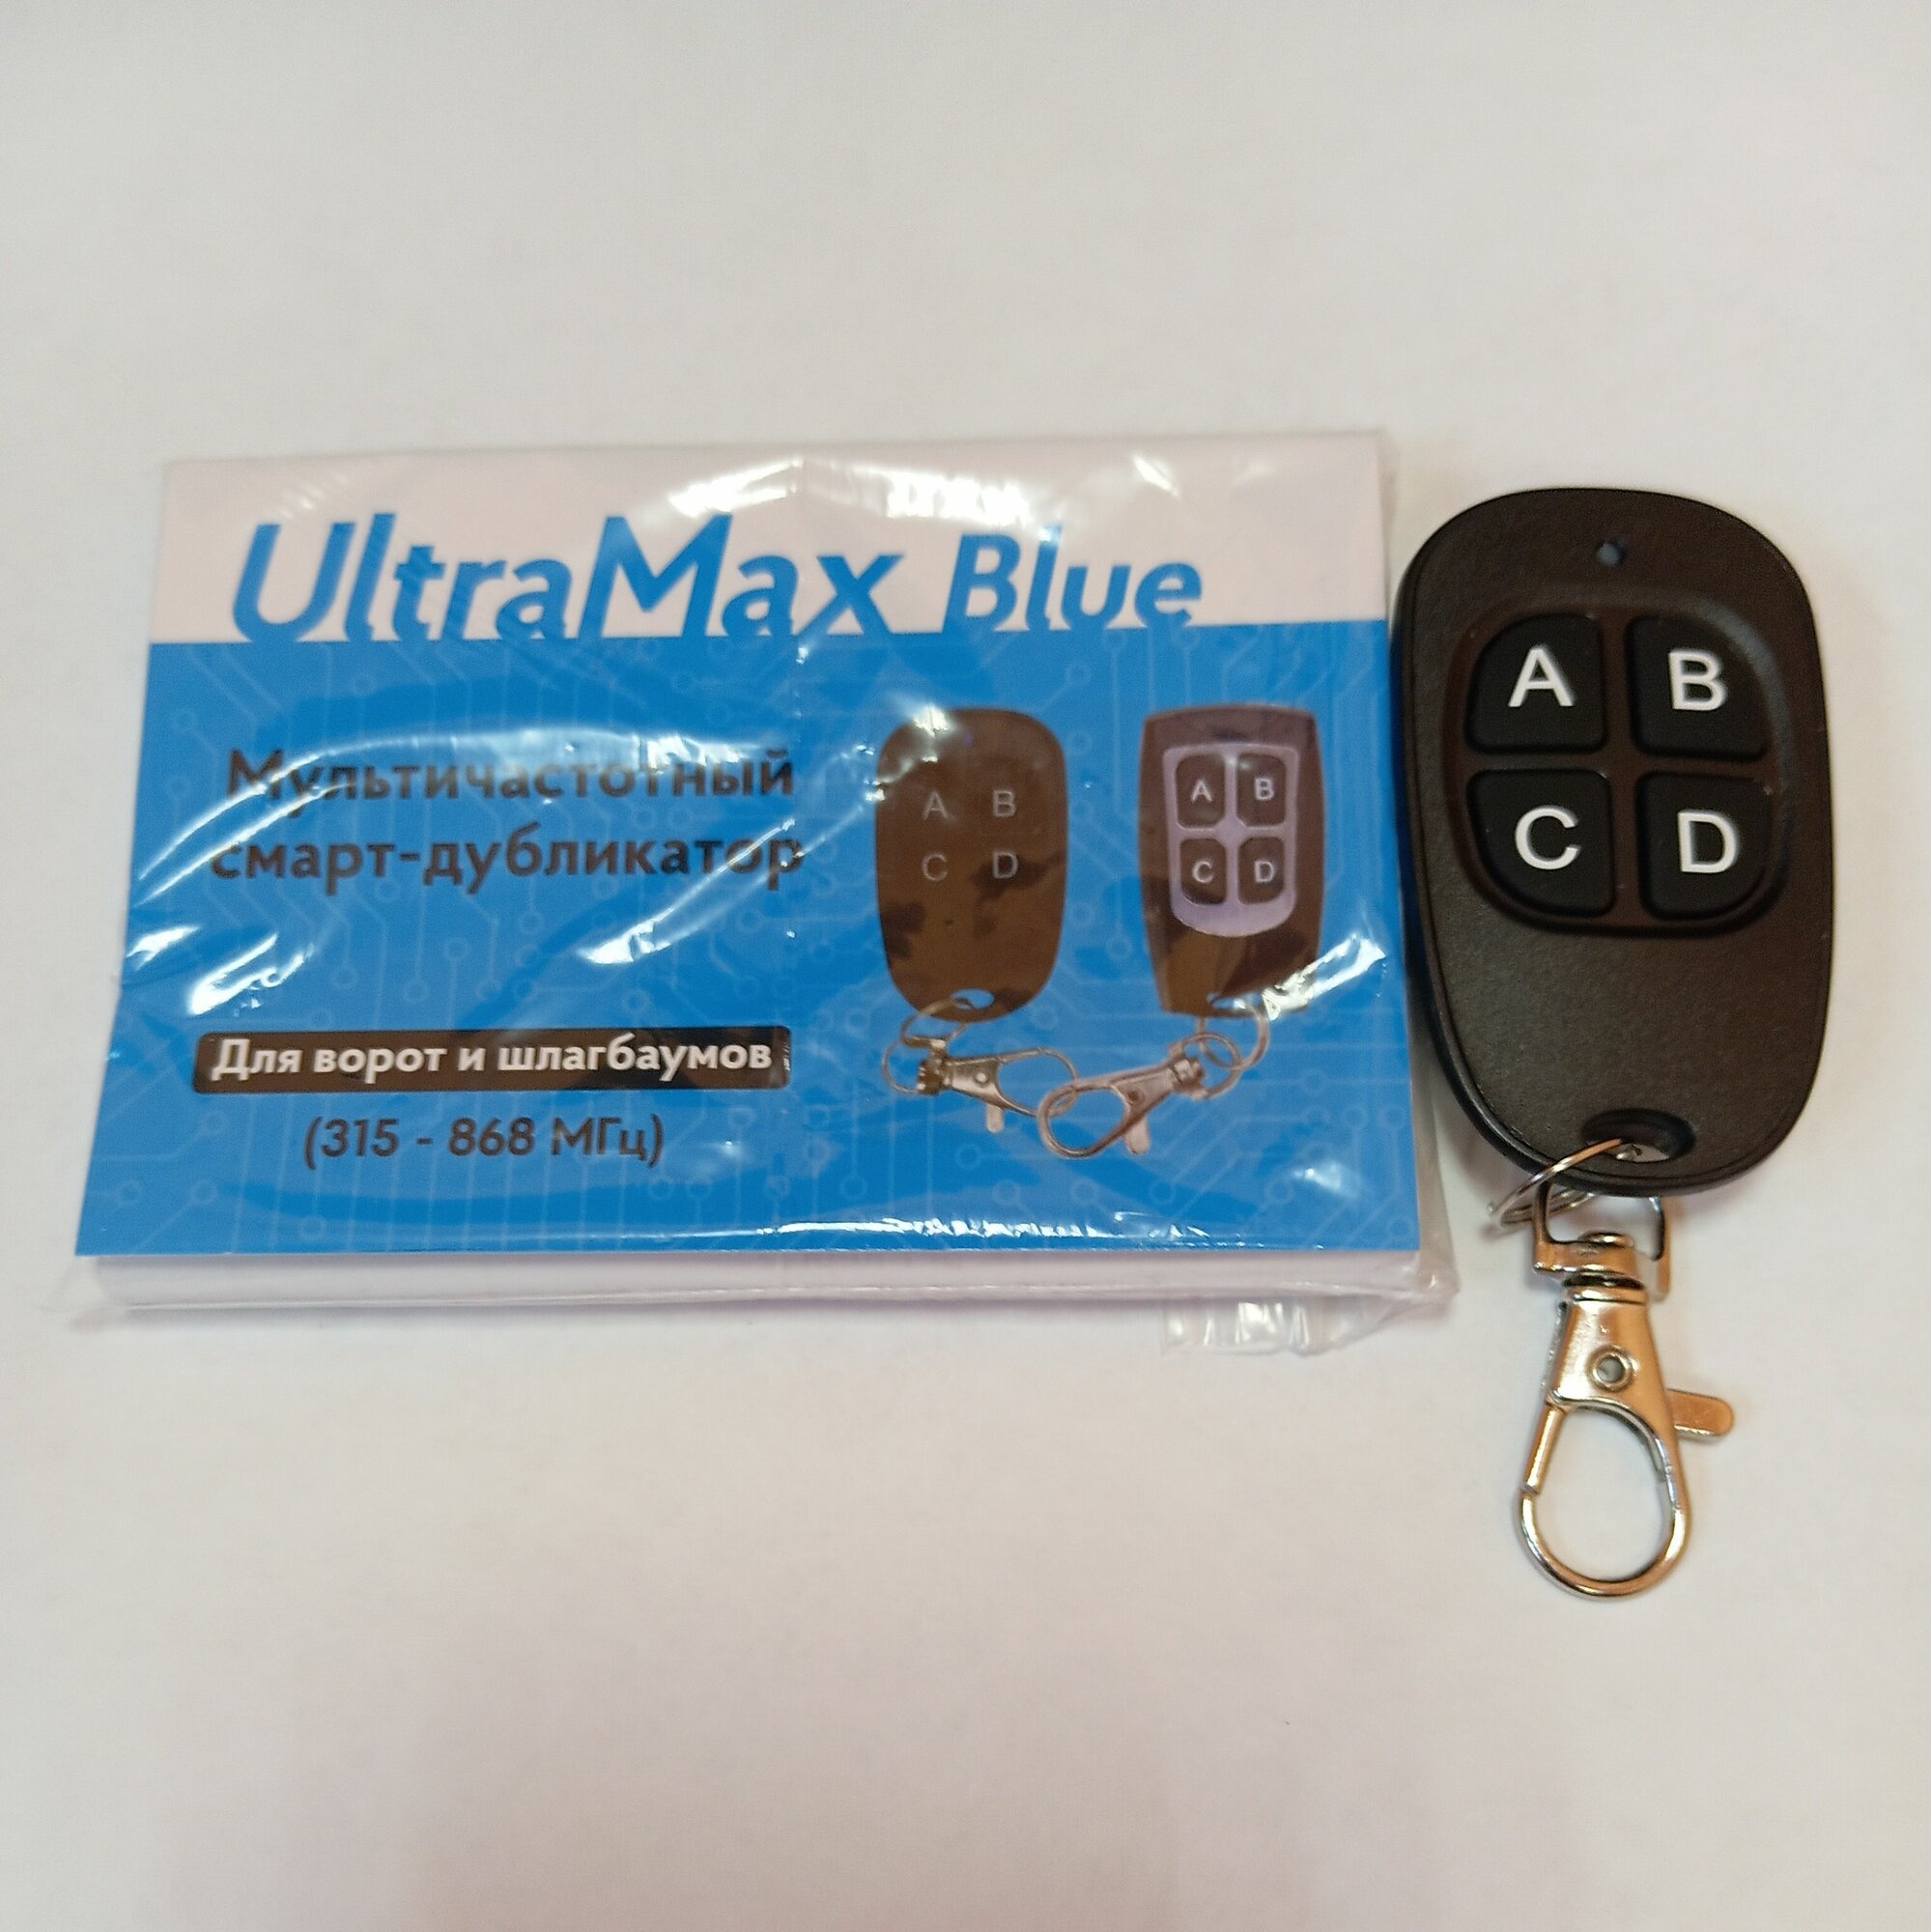 UltraMax Blue
Мультичастотный
смарт-дубликатор
Для ворот и шлагбаумов
(315 - 868 МГц)
A B
C D
A B
C D
A B
C D